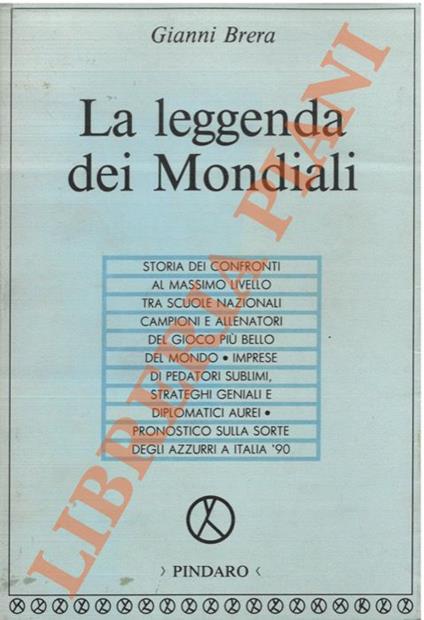 Gianni Brera
La leggenda
dei Mondiali
STORIA DEI CONFRONTI
AL MASSIMO LIVELLO
TRA SCUOLE NAZIONALI
CAMPIONI E ALLENATORI
DEL GIOCO PIÙ BELLO
DEL MONDO • IMPRESE
DI PEDATORI SUBLIMI,
STRATEGHI GENIALI E
DIPLOMATICI AUREI •
PRONOSTICO SULLA SORTE
DEGLI AZZURRI A ITALIA '90
› PINDARO ‹
LIBRERIA PIANI